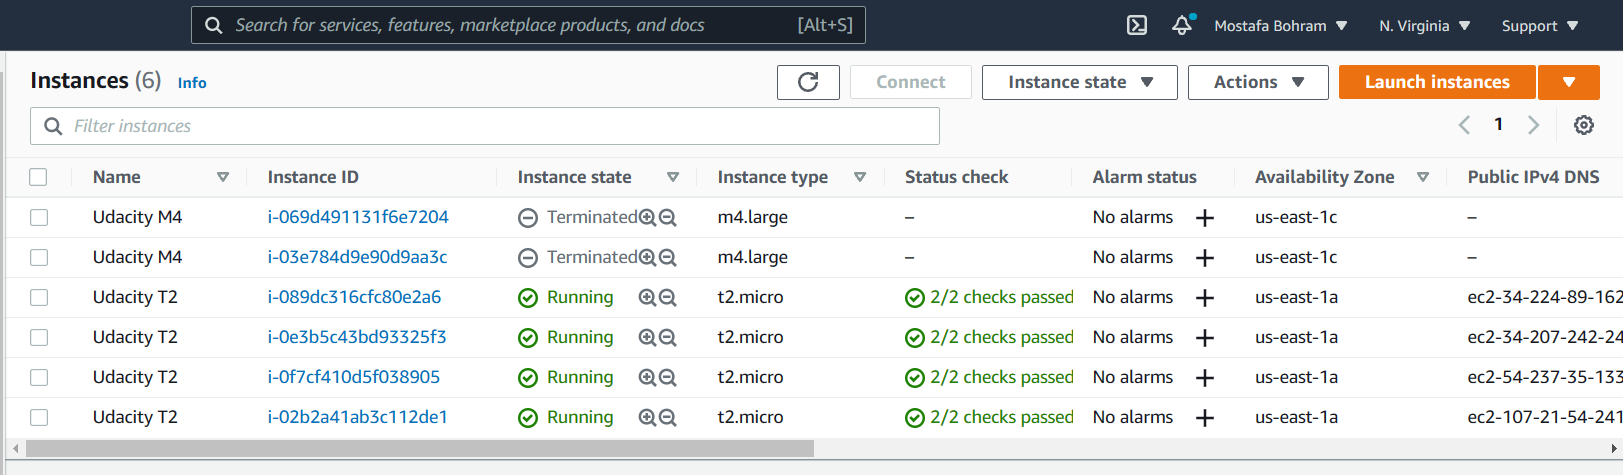 Search for services, features, marketplace products, and docs [Alt+S] Mostafa Bohram N. Virginia Support
Instances (6) Info Connect Instance state Actions Launch instances
Filter instances 1
Name Instance ID Instance state Instance type Status check Alarm status Availability Zone Public IPv4 DNS
Udacity M4 i-069d491131f6e7204 Terminated m4.large – No alarms + us-east-1c –
Udacity M4 i-03e784d9e90d9aa3c Terminated m4.large – No alarms + us-east-1c –
Udacity T2 i-089dc316cfc80e2a6 Running t2.micro 2/2 checks passed No alarms + us-east-1a ec2-34-224-89-162
Udacity T2 i-0e3b5c43bd93325f3 Running t2.micro 2/2 checks passed No alarms + us-east-1a ec2-34-207-242-24
Udacity T2 i-0f7cf410d5f038905 Running t2.micro 2/2 checks passed No alarms + us-east-1a ec2-54-237-35-133
Udacity T2 i-02b2a41ab3c112de1 Running t2.micro 2/2 checks passed No alarms + us-east-1a ec2-107-21-54-241